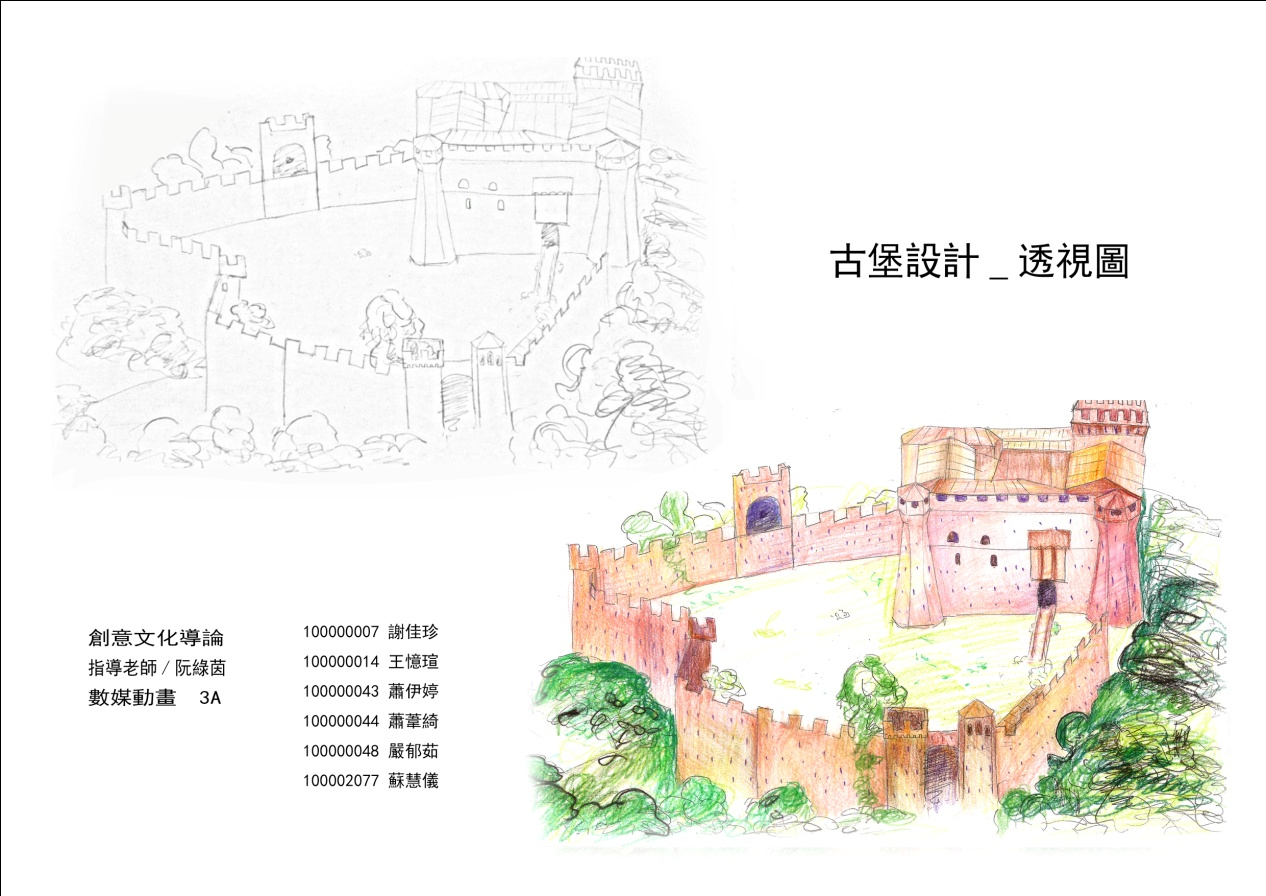 古堡設計_透視圖
創意文化導論
指導老師/阮綠茵
數媒動畫 3A
100000007 謝佳珍
100000014 王憶瑄
100000043 蕭伊婷
100000044 蕭葦綺
100000048 嚴郁茹
100002077 蘇慧儀